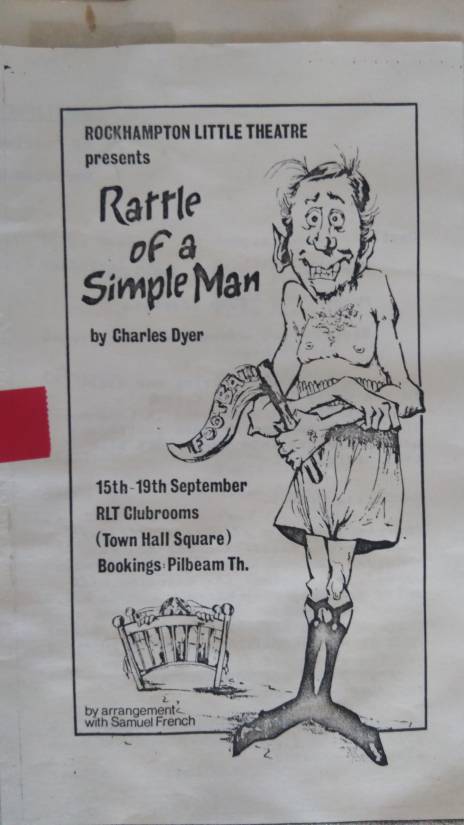 ROCKHAMPTON LITTLE THEATRE
presents
Rattle
of a
Simple Man
by Charles Dyer
FOOTBALL
15th-19th September
RLT Clubrooms
(Town Hall Square)
Bookings: Pilbeam Th.
by arrangement
with Samuel French